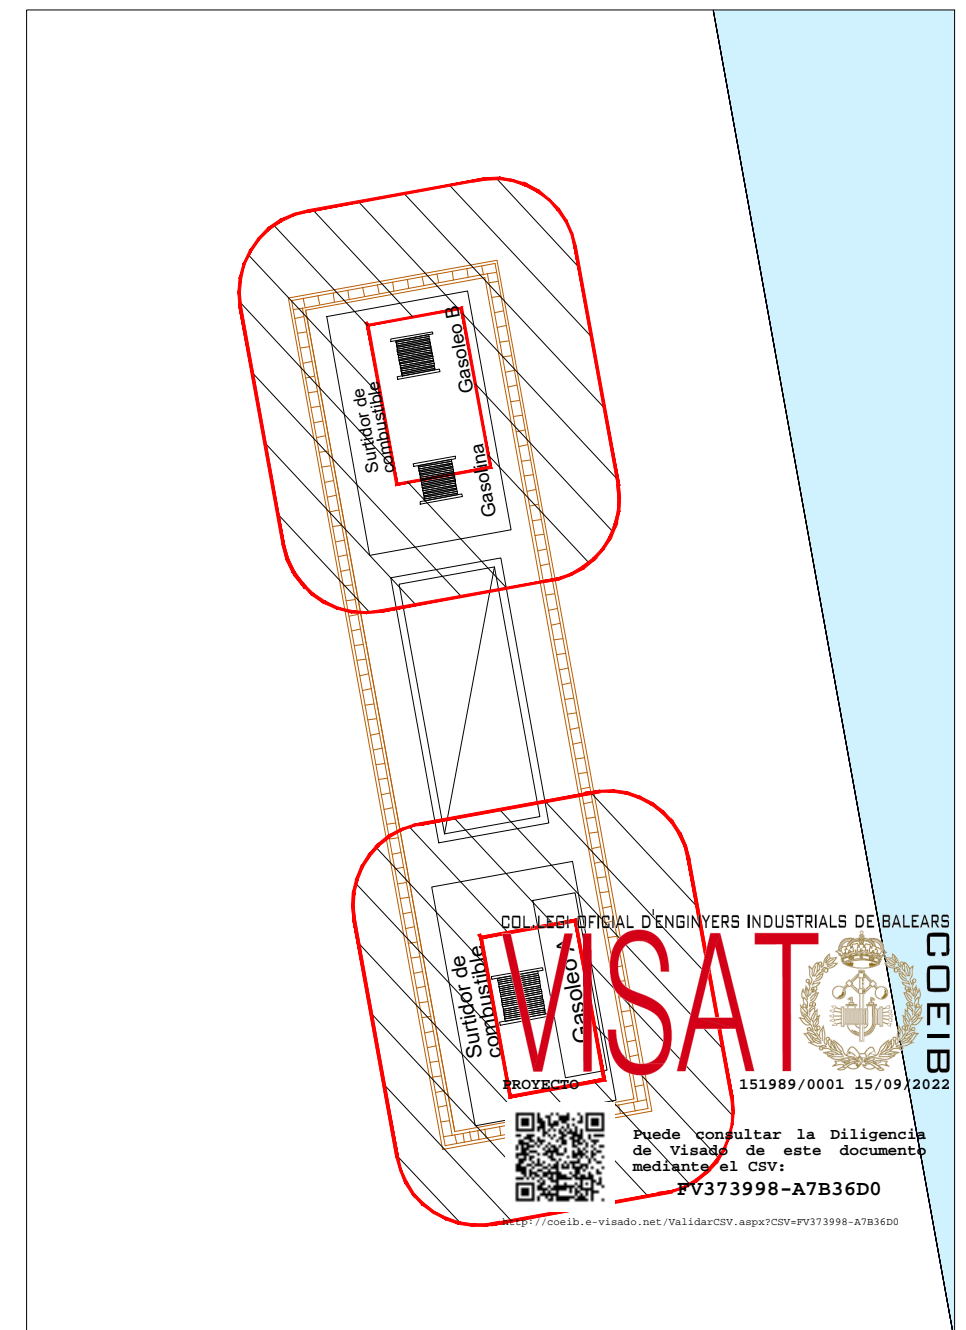 Gasoleo B
Surtidor de
combustible
Gasolina
COL.LEGI OFICIAL D'ENGINYERS INDUSTRIALS DE BALEARS
VISAT
COEIB
Surtidor de
combustible
Gasoleo A
PROYECTO
151989/0001 15/09/2022
Puede consultar la Diligencia
de Visado de este documento
mediante el CSV:
FV373998-A7B36D0
http://coeib.e-visado.net/ValidarCSV.aspx?CSV=FV373998-A7B36D0